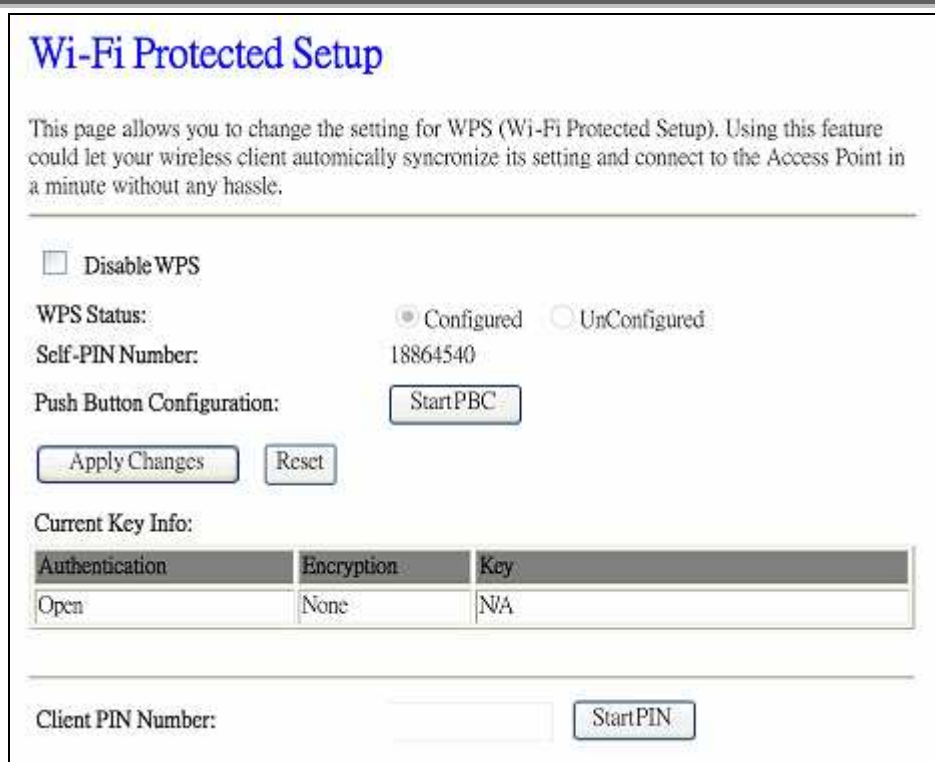 Wi-Fi Protected Setup
This page allows you to change the setting for WPS (Wi-Fi Protected Setup). Using this feature
could let your wireless client automically syncronize its setting and connect to the Access Point in
a minute without any hassle.
Disable WPS
WPS Status: Configured UnConfigured
Self-PIN Number: 18864540
Push Button Configuration: Start PBC
Apply Changes Reset
Current Key Info:
Authentication Encryption Key
Open None N/A
Client PIN Number: Start PIN